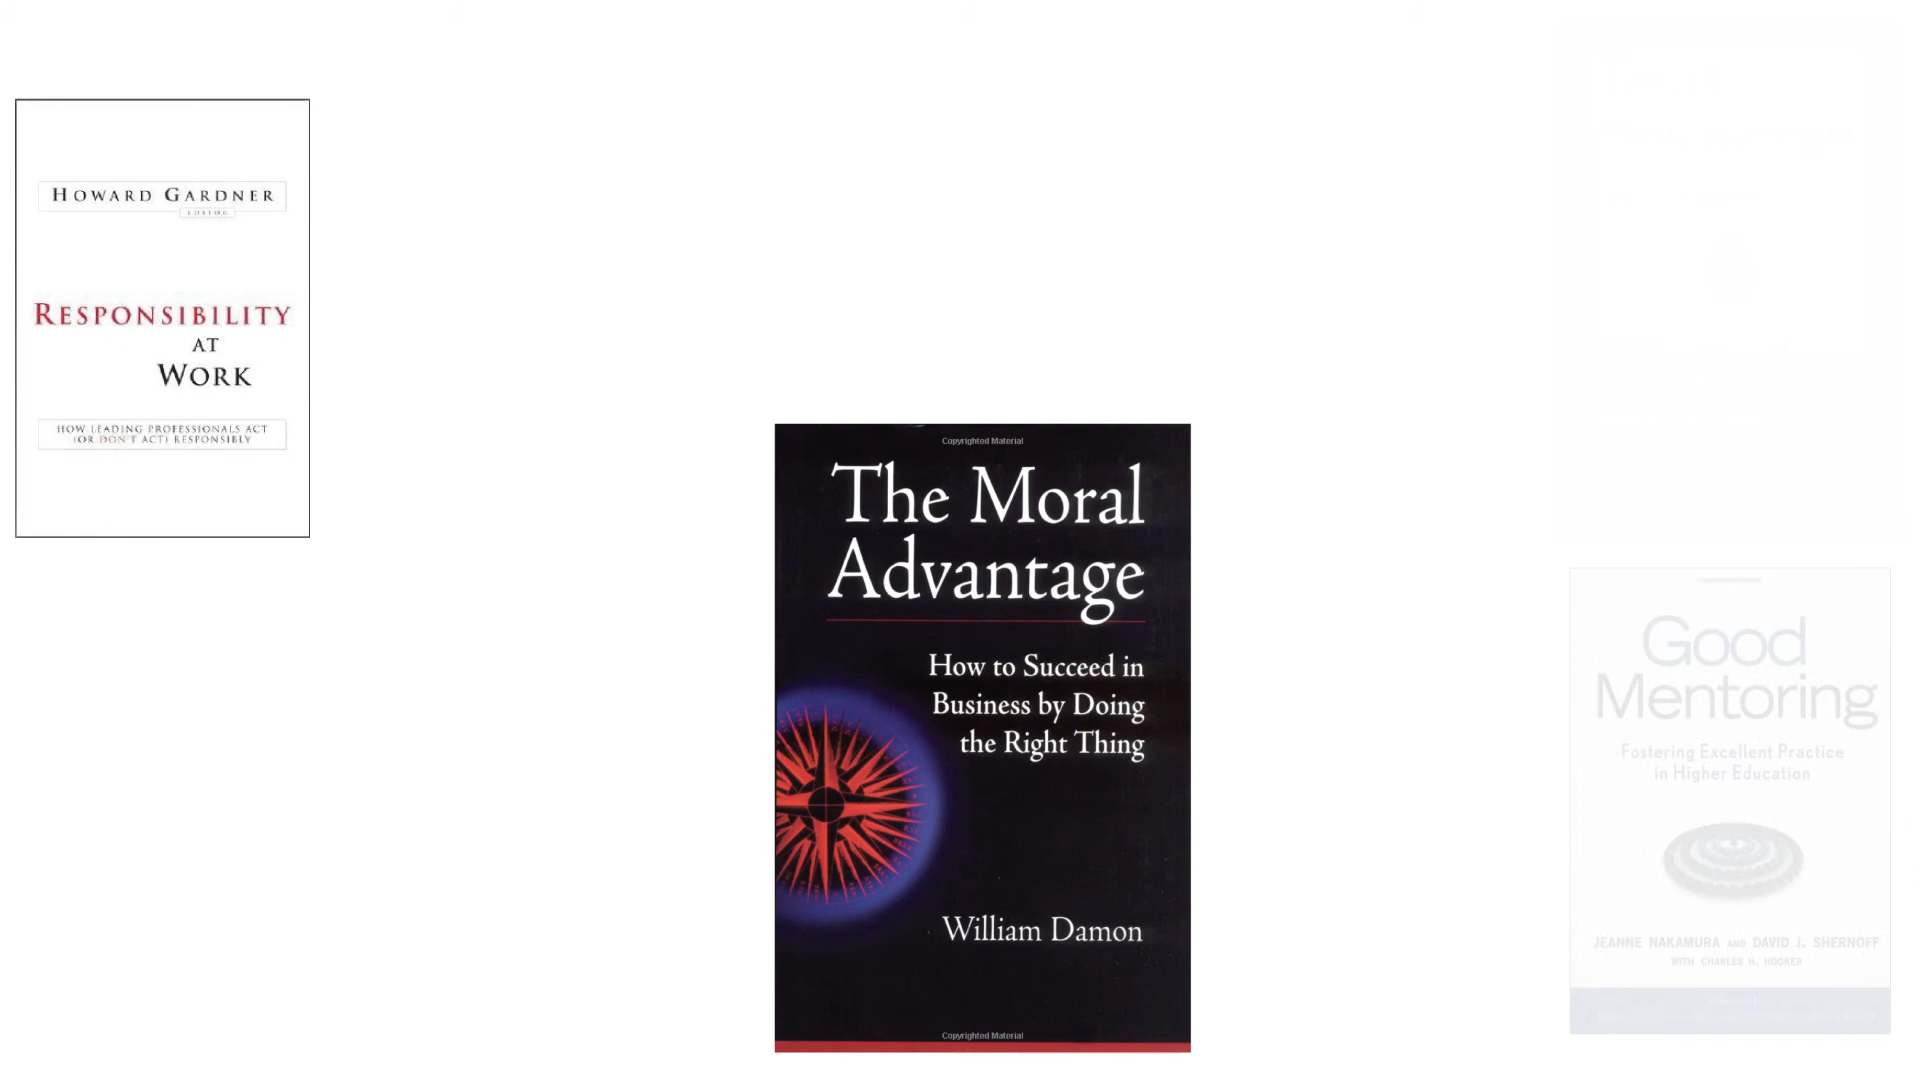 HOWARD GARDNER
EDITOR
RESPONSIBILITY
AT
WORK
HOW LEADING PROFESSIONALS ACT
(OR DON'T ACT) RESPONSIBLY
Copyrighted Material
The Moral
Advantage
How to Succeed in
Business by Doing
the Right Thing
William Damon
Copyrighted Material
Good
Mentoring
Fostering Excellent Practice
in Higher Education
JEANNE NAKAMURA AND DAVID J. SHERNOFF
WITH CHARLES H. HOOKER